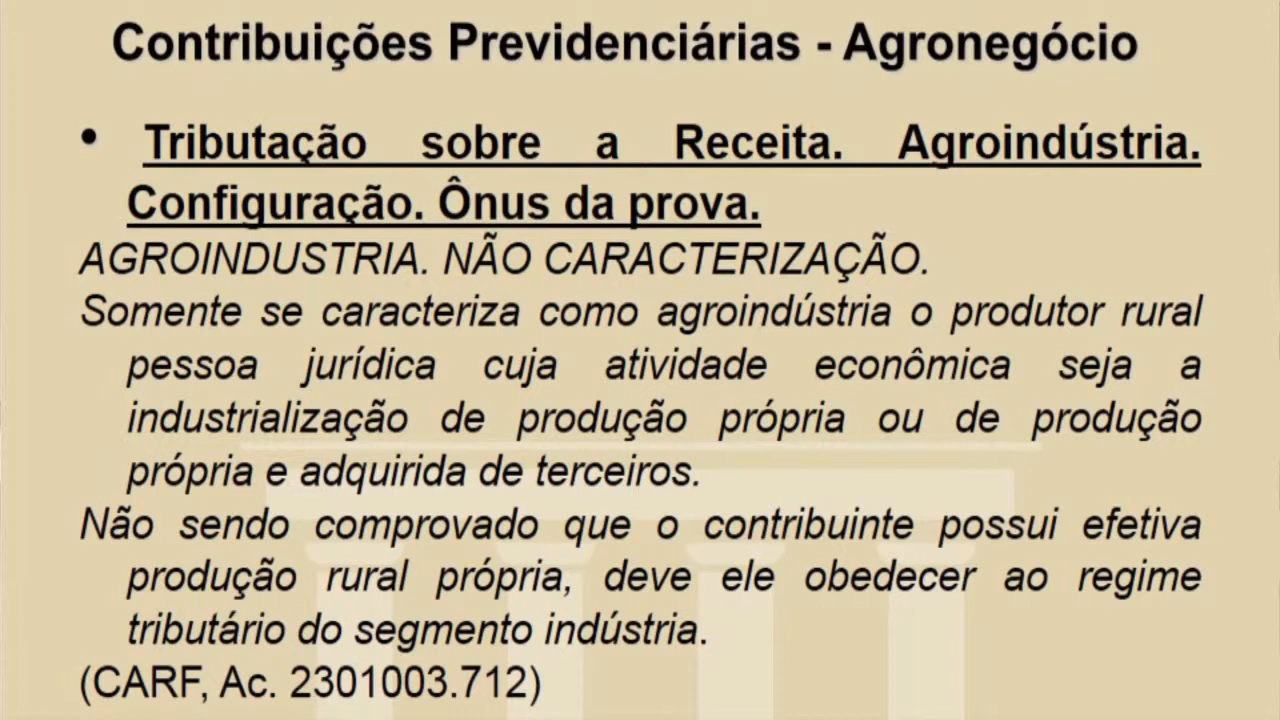 Contribuições Previdenciárias - Agronegócio
• Tributação sobre a Receita. Agroindústria.
Configuração. Ônus da prova.
AGROINDUSTRIA. NÃO CARACTERIZAÇÃO.
Somente se caracteriza como agroindústria o produtor rural
pessoa jurídica cuja atividade econômica seja a
industrialização de produção própria ou de produção
própria e adquirida de terceiros.
Não sendo comprovado que o contribuinte possui efetiva
produção rural própria, deve ele obedecer ao regime
tributário do segmento indústria.
(CARF, Ac. 2301003.712)